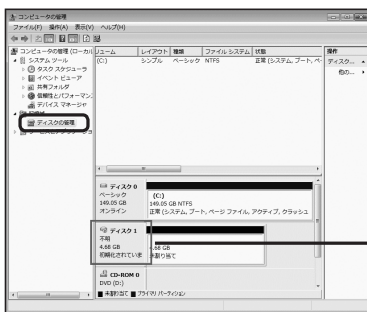 コンピュータの管理
ファイル(F) 操作(A) 表示(V) ヘルプ(H)
コンピュータの管理 (ローカル
システム ツール
タスク スケジューラ
イベント ビューア
共有フォルダ
信頼性とパフォーマンス
デバイス マネージャ
ディスクの管理
リューム レイアウト 種類 ファイル システム 状態
(C:) シンプル ベーシック NTFS 正常 (システム, ブート, ペー
操作
ディスク...
他の...
ディスク 0
ベーシック
149.05 GB
オンライン
(C:)
149.05 GB NTFS
正常 (システム, ブート, ページ ファイル, アクティブ, クラッシュ
ディスク 1
不明
4.68 GB
初期化されていま
4.68 GB
未割り当て
CD-ROM 0
DVD (D:)
未割り当て プライマリ パーティション